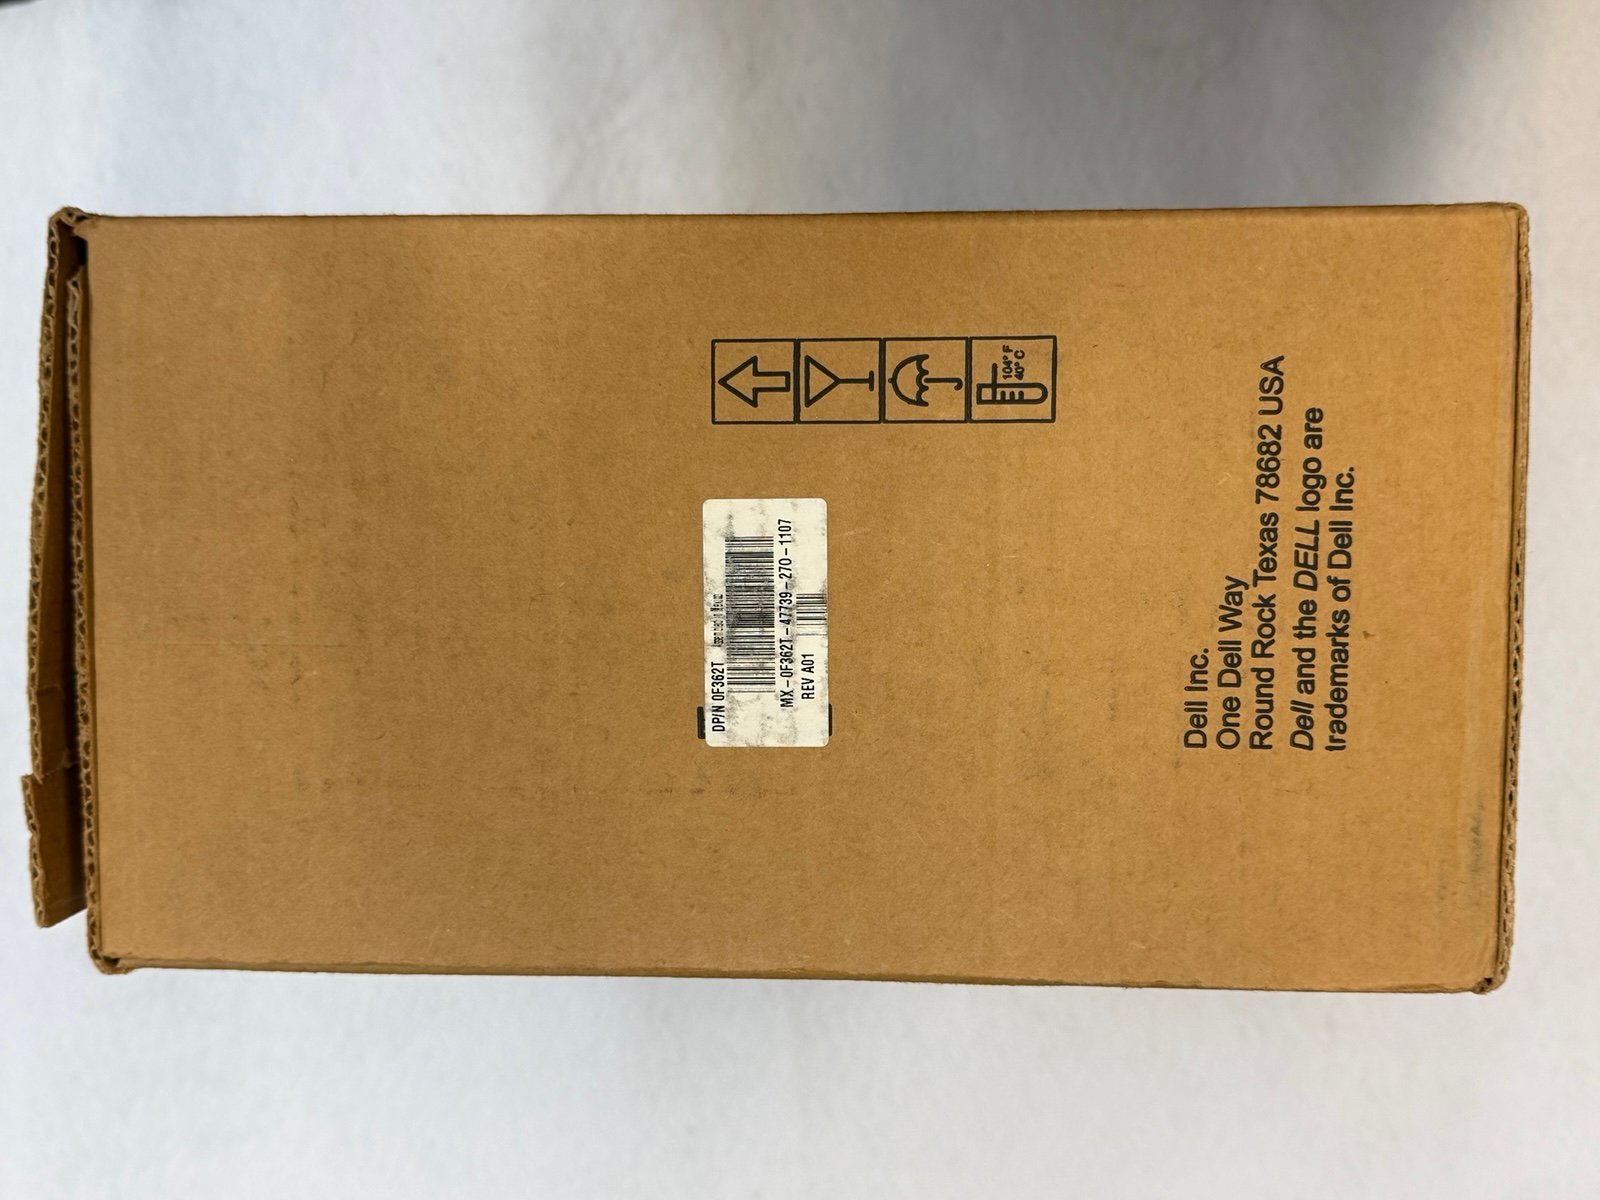 104° F
40° C
DP/N 0F362T
MX-0F362T-47739-270-1107
REV A01
Dell Inc.
One Dell Way
Round Rock Texas 78682 USA
Dell and the DELL logo are
trademarks of Dell Inc.